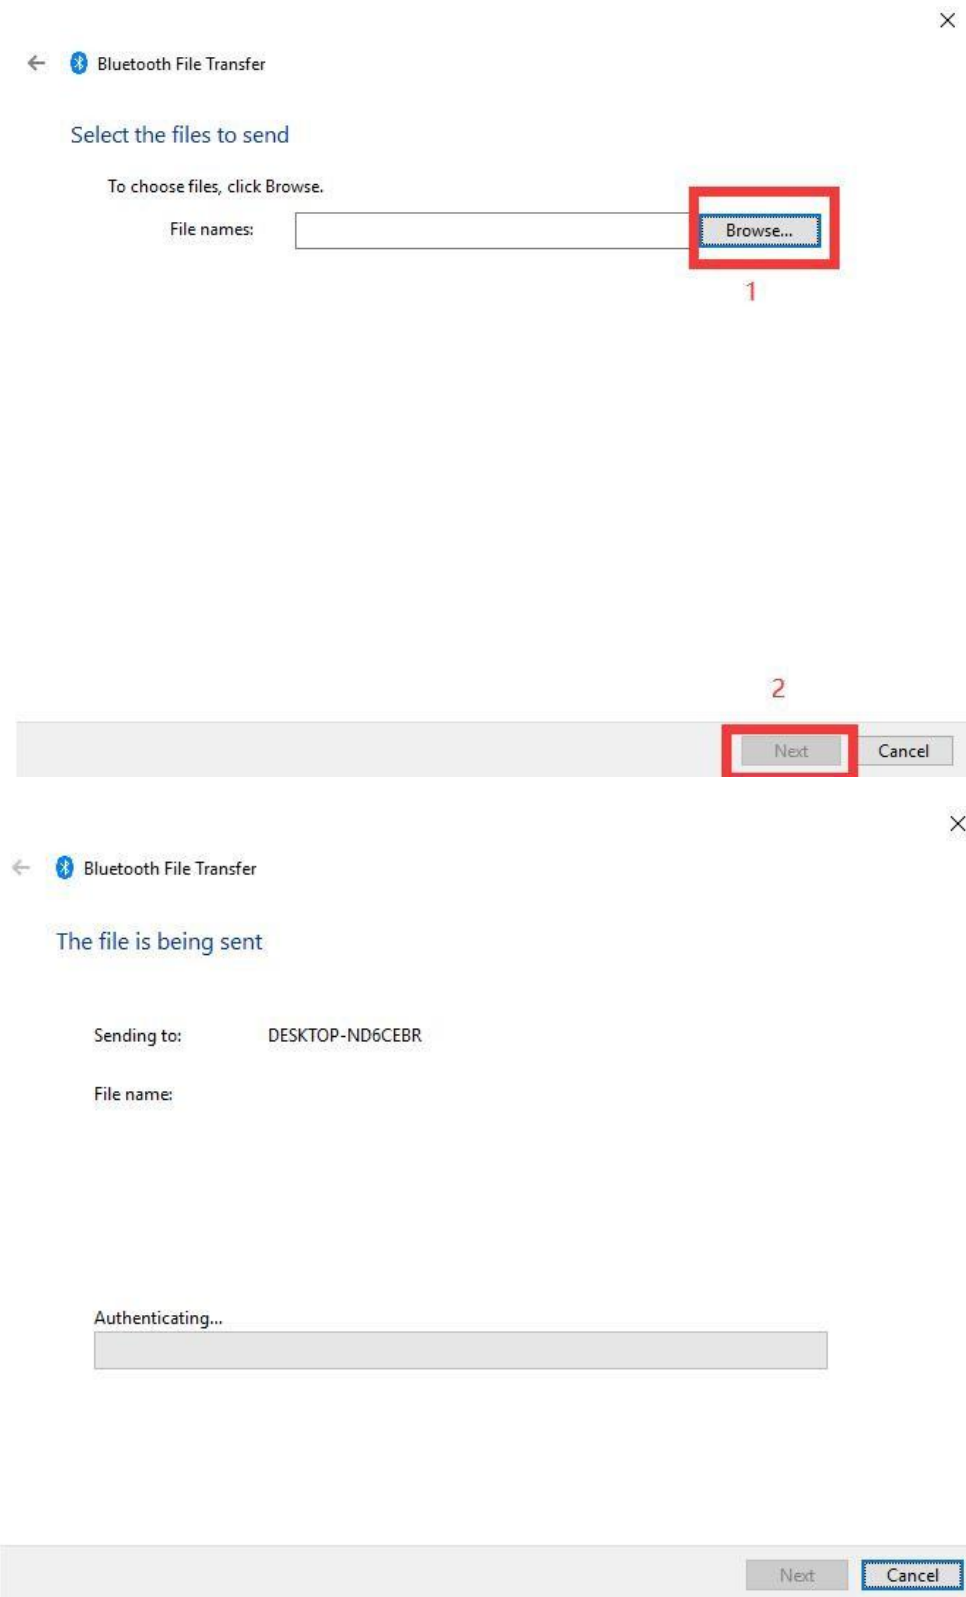 Bluetooth File Transfer
Select the files to send
To choose files, click Browse.
File names: Browse...
1
2
Next Cancel
Bluetooth File Transfer
The file is being sent
Sending to: DESKTOP-ND6CEBR
File name:
Authenticating...
Next Cancel